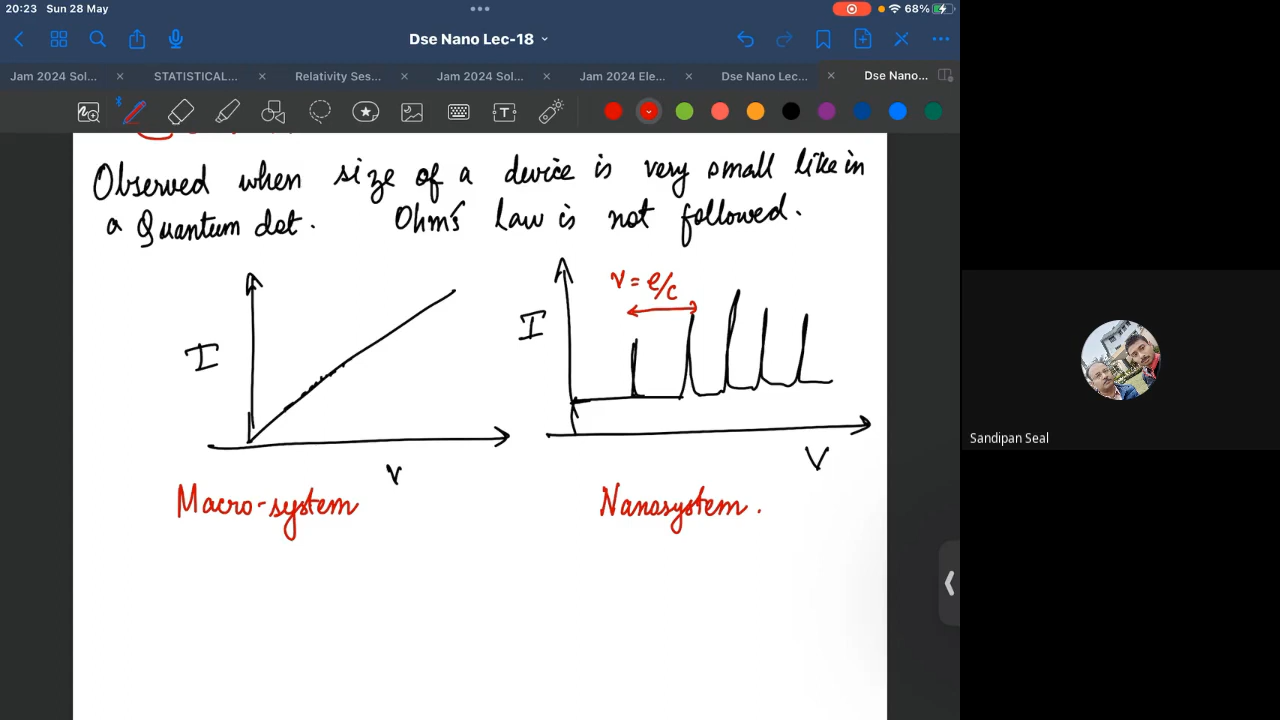 20:23 Sun 28 May
68%
Dse Nano Lec-18
Jam 2024 Sol...
STATISTICAL...
Relativity Ses...
Jam 2024 Sol...
Jam 2024 Ele...
Dse Nano Lec...
Dse Nano...
Observed when size of a device is very small like in
a Quantum dot. Ohm's Law is not followed.
V = e/c
I
I
V
V
Macro-system
Nanosystem.
Sandipan Seal